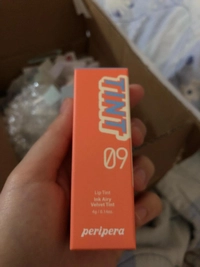 TINT
09
Lip Tint
Ink Airy
Velvet Tint
peripera